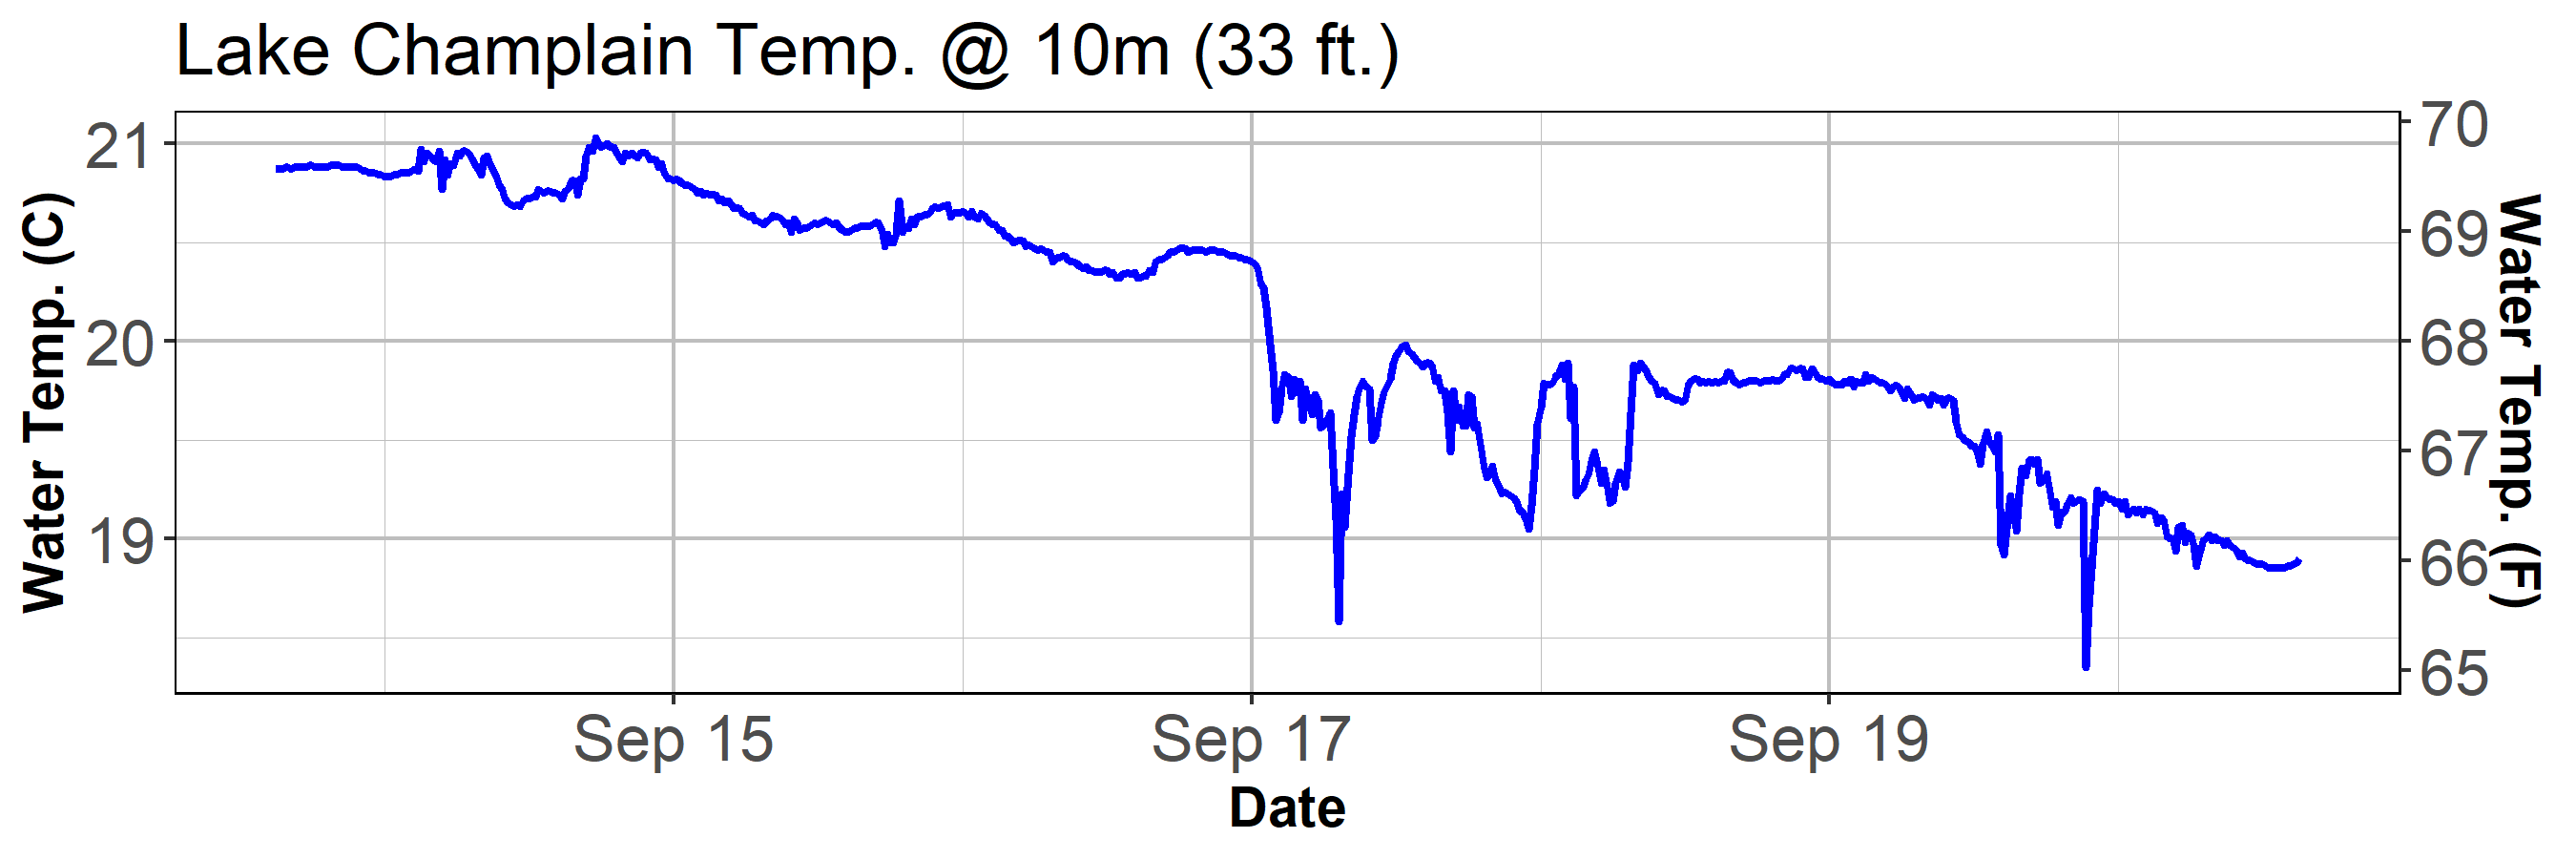 Lake Champlain Temp. @ 10m (33 ft.)
Water Temp. (C)
21
20
19
70
69
68
67
66
65
Water Temp. (F)
Sep 15
Sep 17
Sep 19
Date